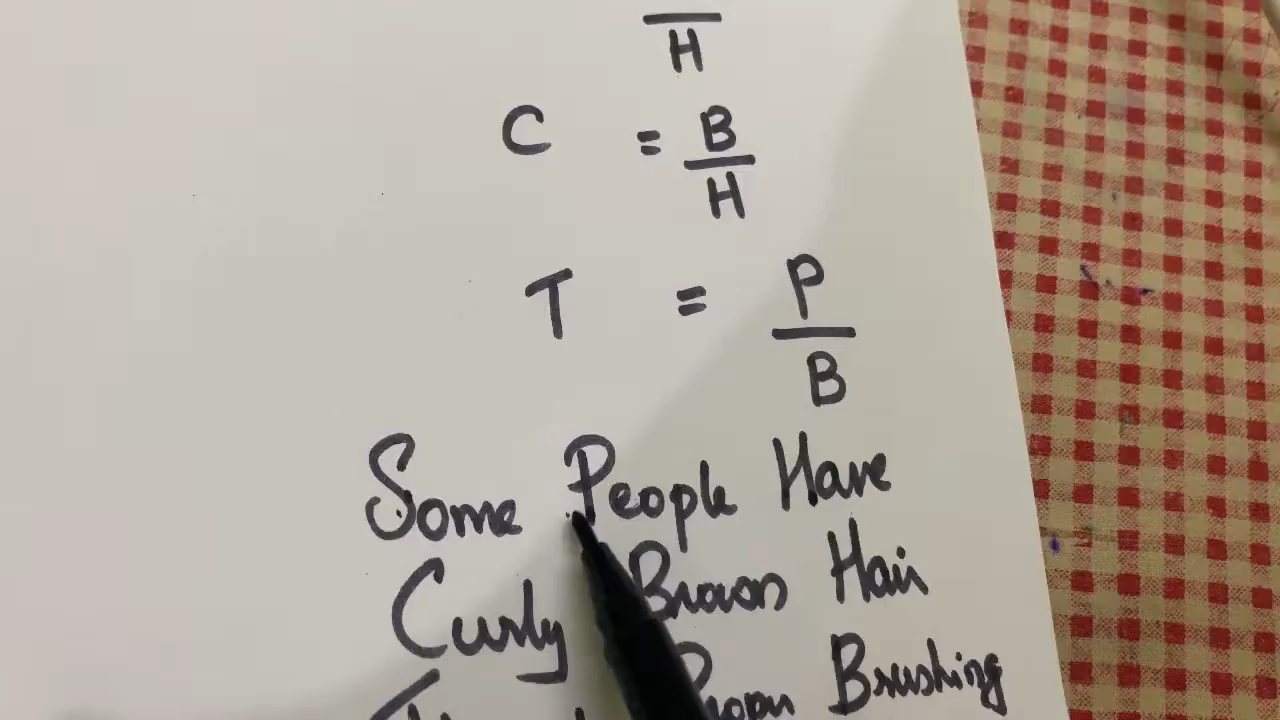 H
C = B
H
T = P
B
Some People Have
Curly Brown Hair
Brushing